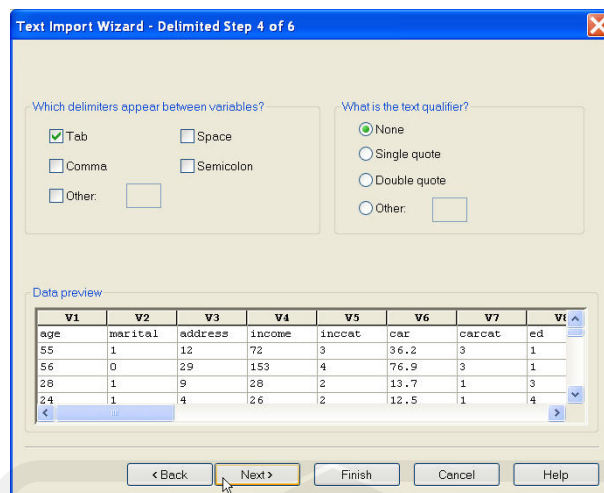 Text Import Wizard - Delimited Step 4 of 6
Which delimiters appear between variables?
Tab
Space
Comma
Semicolon
Other:
What is the text qualifier?
None
Single quote
Double quote
Other:
Data preview
V1 V2 V3 V4 V5 V6 V7 V8
age marital address income inccat car carcat ed
55 1 12 72 3 36.2 3 1
56 0 29 153 4 76.9 3 1
28 1 9 28 2 13.7 1 3
24 1 4 26 2 12.5 1 4
< Back
Next >
Finish
Cancel
Help